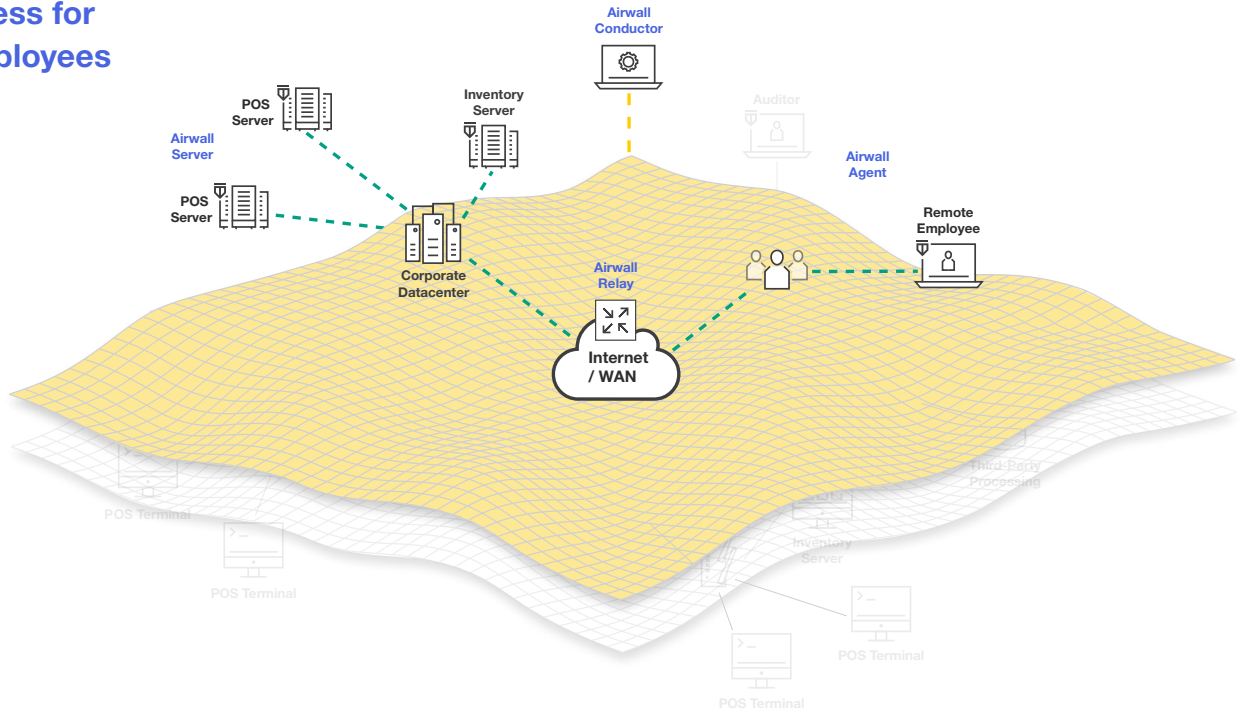 ess for
ployees
Airwall
Conductor
POS
Server
Inventory
Server
Auditor
Airwall
Server
Airwall
Agent
POS
Server
Remote
Employee
Corporate
Datacenter
Airwall
Relay
Internet
/ WAN
Third-Party
Processing
POS Terminal
Inventory
Server
POS Terminal
POS Terminal
POS Terminal